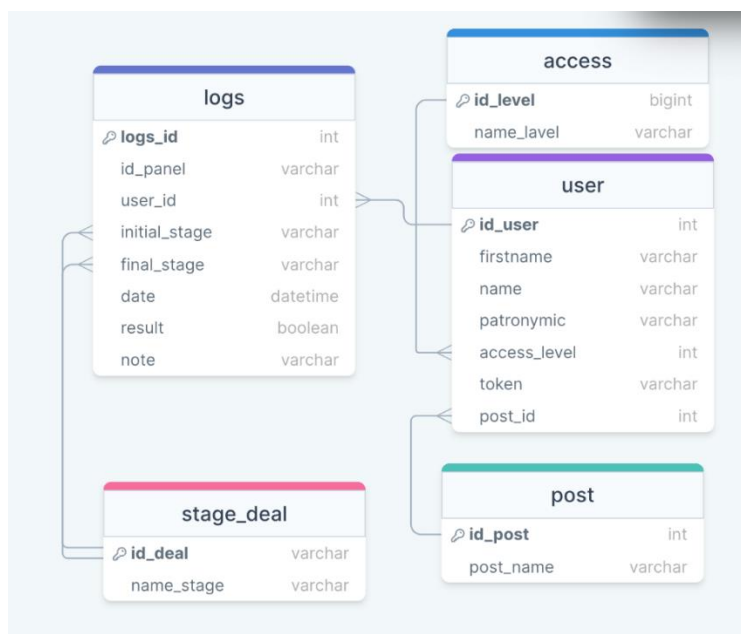 logs
logs_id int
id_panel varchar
user_id int
initial_stage varchar
final_stage varchar
date datetime
result boolean
note varchar
access
id_level bigint
name_lavel varchar
user
id_user int
firstname varchar
name varchar
patronymic varchar
access_level int
token varchar
post_id int
stage_deal
id_deal varchar
name_stage varchar
post
id_post int
post_name varchar